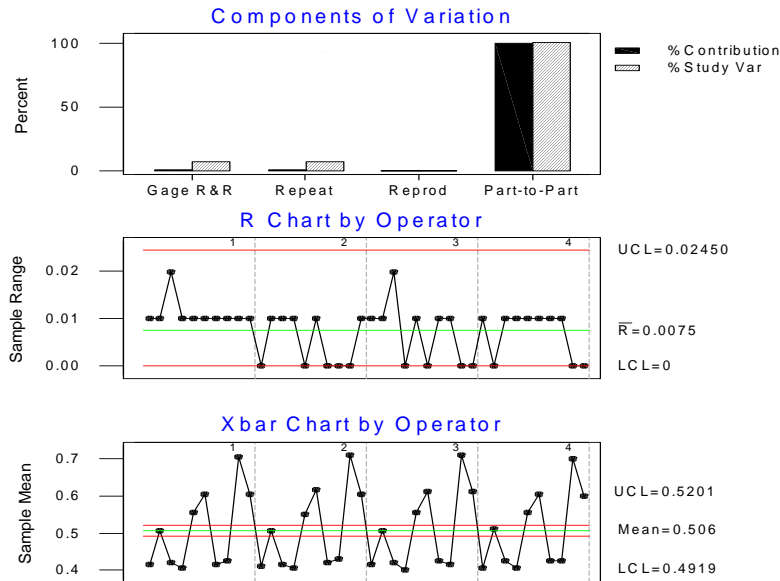 Components of Variation
100
50
0
Percent
Gage R&R Repeat Reprod Part-to-Part
%Contribution
%Study Var
R Chart by Operator
1 2 3 4
0.02
0.01
0.00
Sample Range
UCL=0.02450
R=0.0075
LCL=0
Xbar Chart by Operator
1 2 3 4
0.7
0.6
0.5
0.4
Sample Mean
UCL=0.5201
Mean=0.506
LCL=0.4919